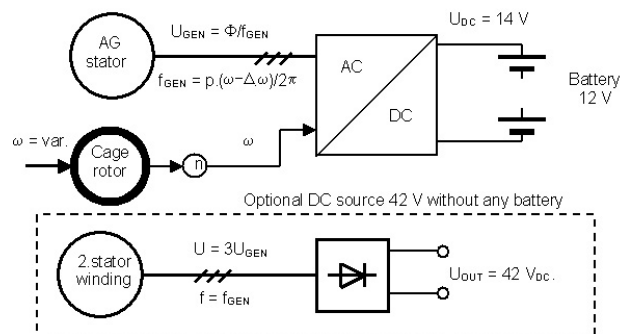 AG
stator
U_GEN = Φ/f_GEN
f_GEN = p.(ω−Δω)/2π
AC
DC
U_DC = 14 V
Battery
12 V
ω = var.
Cage
rotor
n
ω
Optional DC source 42 V without any battery
2.stator
winding
U = 3U_GEN
f = f_GEN
U_OUT = 42 V_DC.